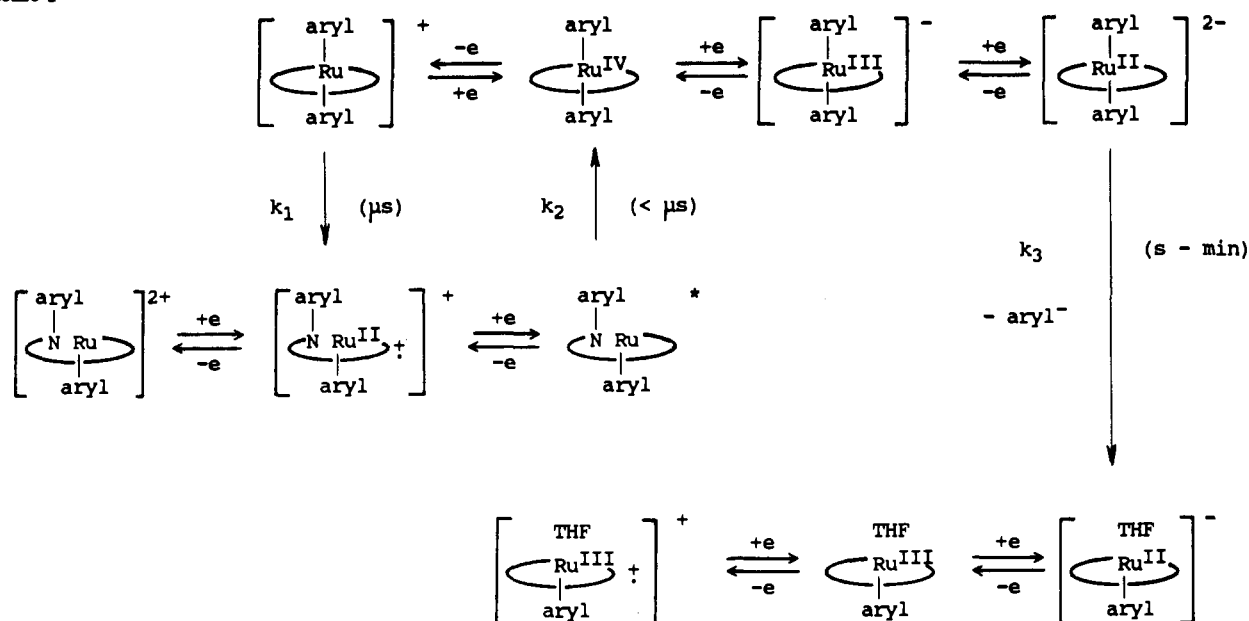 aryl aryl aryl aryl
[ ] + −e [ ] − 2−
Ru +e Ru^IV +e −e Ru^III +e −e Ru^II
aryl aryl aryl aryl
k1 (μs) k2 (< μs)
k3 (s - min)
- aryl−
aryl 2+ aryl + aryl *
N Ru +e −e N Ru^II +• +e −e N Ru
aryl aryl aryl
THF + THF THF −
Ru^III +• +e −e Ru^III +e −e Ru^II
aryl aryl aryl